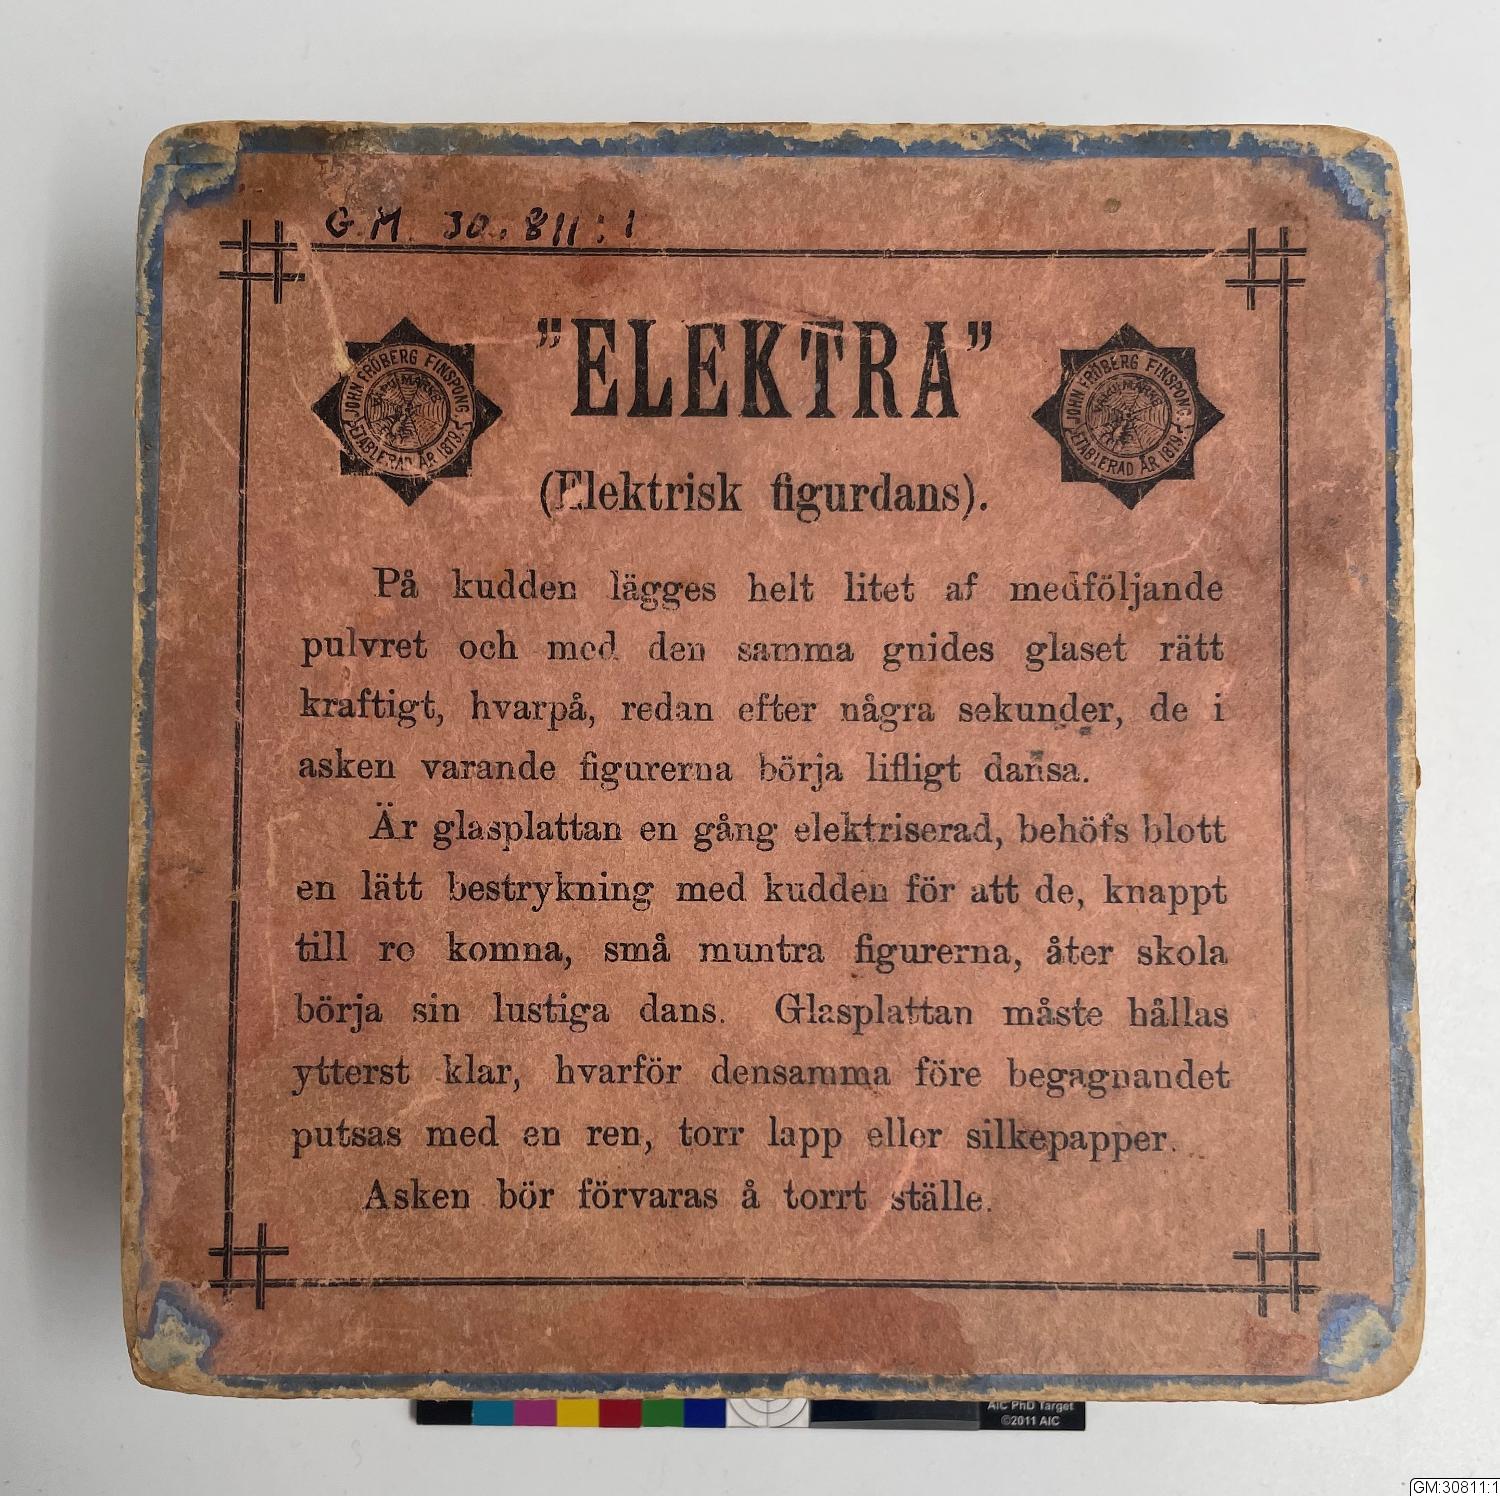 G.M. 30.811:1
"ELEKTRA"
JOHN FRÖBERG FINSPONG.
ETABLERAD ÅR 1879.
JOHN FRÖBERG FINSPONG.
ETABLERAD ÅR 1879.
(Elektrisk figurdans).
På kudden lägges helt litet af medföljande
pulvret och med den samma gnides glaset rätt
kraftigt, hvarpå, redan efter några sekunder, de i
asken varande figurerna börja lifligt dansa.
Är glasplattan en gång elektriserad, behöfs blott
en lätt bestrykning med kudden för att de, knappt
till ro komna, små muntra figurerna, åter skola
börja sin lustiga dans. Glasplattan måste hållas
ytterst klar, hvarför densamma före begagnandet
putsas med en ren, torr lapp eller silkepapper.
Asken bör förvaras å torrt ställe.
AIC PhD Target
©2011 AIC
GM:30811:1